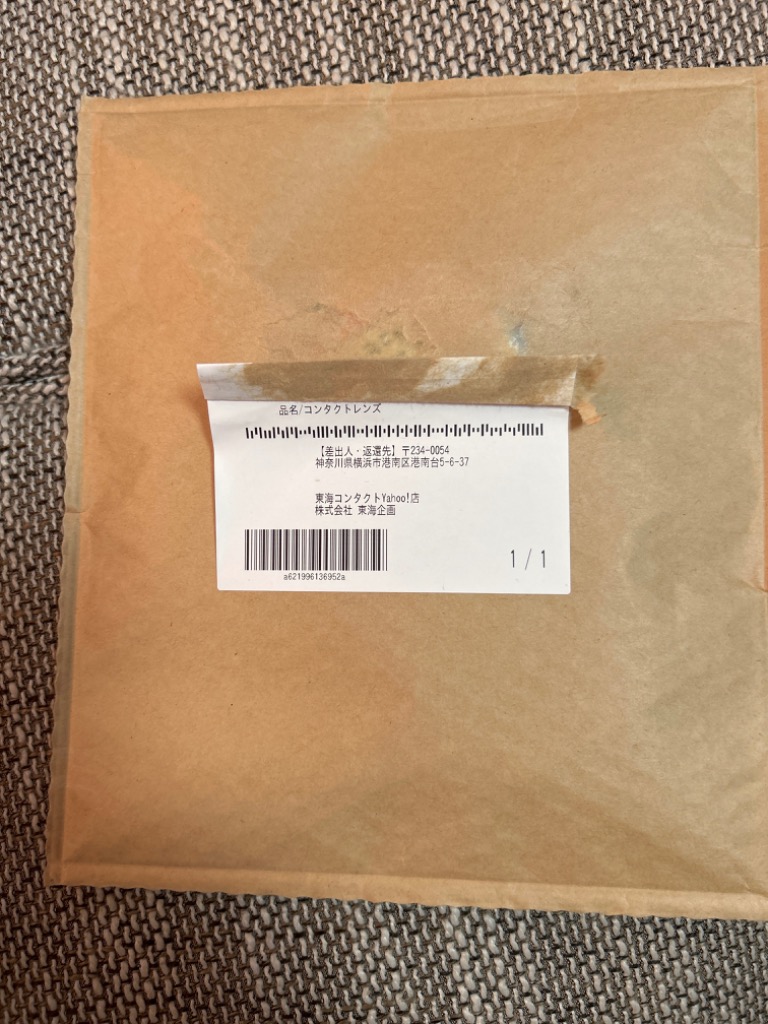 品名/コンタクトレンズ
【差出人・返還先】〒234-0054
神奈川県横浜市港南区港南台5-6-37
東海コンタクトYahoo!店
株式会社 東海企画
a621996136952a
1 / 1